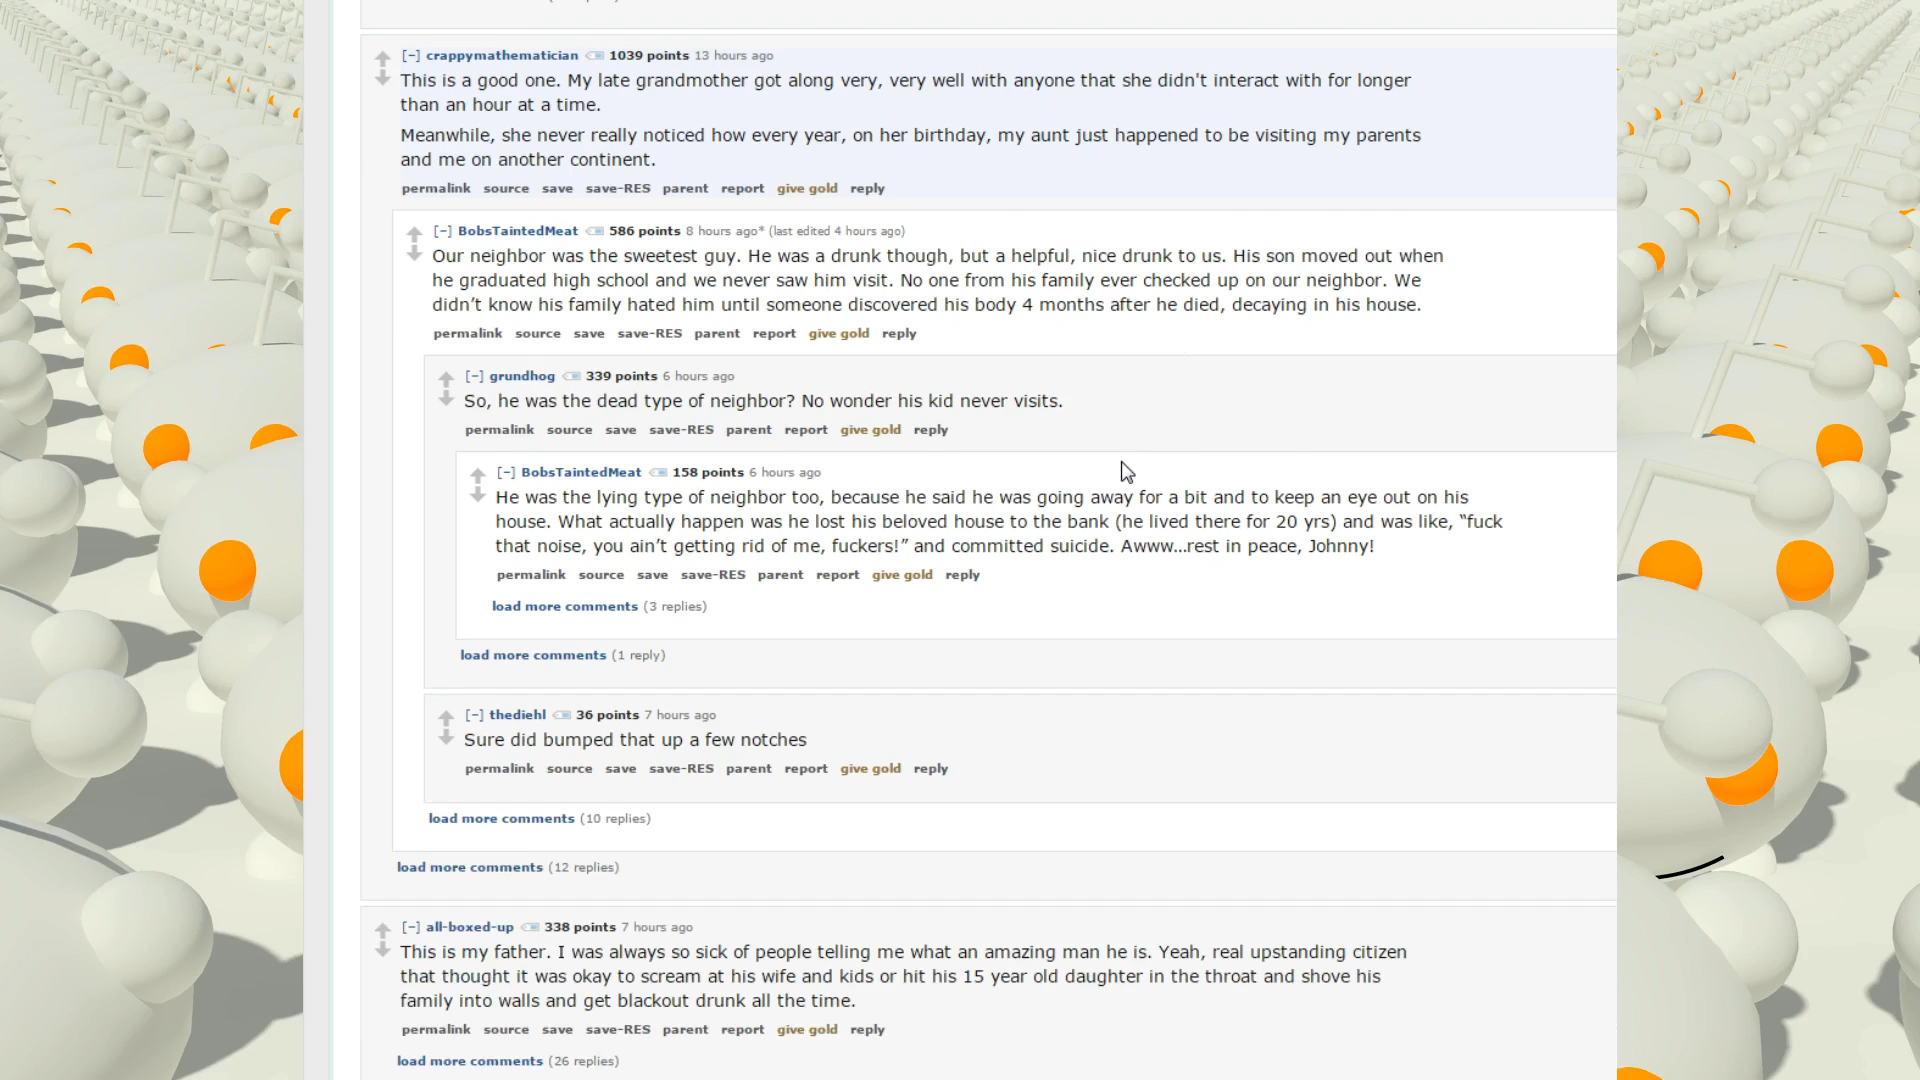 [–] crappymathematician 1039 points 13 hours ago
This is a good one. My late grandmother got along very, very well with anyone that she didn't interact with for longer
than an hour at a time.
Meanwhile, she never really noticed how every year, on her birthday, my aunt just happened to be visiting my parents
and me on another continent.
permalink source save save-RES parent report give gold reply
[–] BobsTaintedMeat 586 points 8 hours ago* (last edited 4 hours ago)
Our neighbor was the sweetest guy. He was a drunk though, but a helpful, nice drunk to us. His son moved out when
he graduated high school and we never saw him visit. No one from his family ever checked up on our neighbor. We
didn’t know his family hated him until someone discovered his body 4 months after he died, decaying in his house.
permalink source save save-RES parent report give gold reply
[–] grundhog 339 points 6 hours ago
So, he was the dead type of neighbor? No wonder his kid never visits.
permalink source save save-RES parent report give gold reply
[–] BobsTaintedMeat 158 points 6 hours ago
He was the lying type of neighbor too, because he said he was going away for a bit and to keep an eye out on his
house. What actually happen was he lost his beloved house to the bank (he lived there for 20 yrs) and was like, “fuck
that noise, you ain’t getting rid of me, fuckers!” and committed suicide. Awww...rest in peace, Johnny!
permalink source save save-RES parent report give gold reply
load more comments (3 replies)
load more comments (1 reply)
[–] thediehl 36 points 7 hours ago
Sure did bumped that up a few notches
permalink source save save-RES parent report give gold reply
load more comments (10 replies)
load more comments (12 replies)
[–] all-boxed-up 338 points 7 hours ago
This is my father. I was always so sick of people telling me what an amazing man he is. Yeah, real upstanding citizen
that thought it was okay to scream at his wife and kids or hit his 15 year old daughter in the throat and shove his
family into walls and get blackout drunk all the time.
permalink source save save-RES parent report give gold reply
load more comments (26 replies)